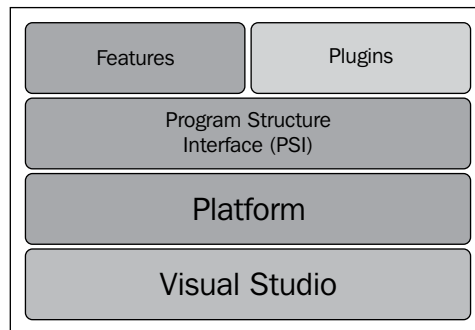 Features
Plugins
Program Structure
Interface (PSI)
Platform
Visual Studio